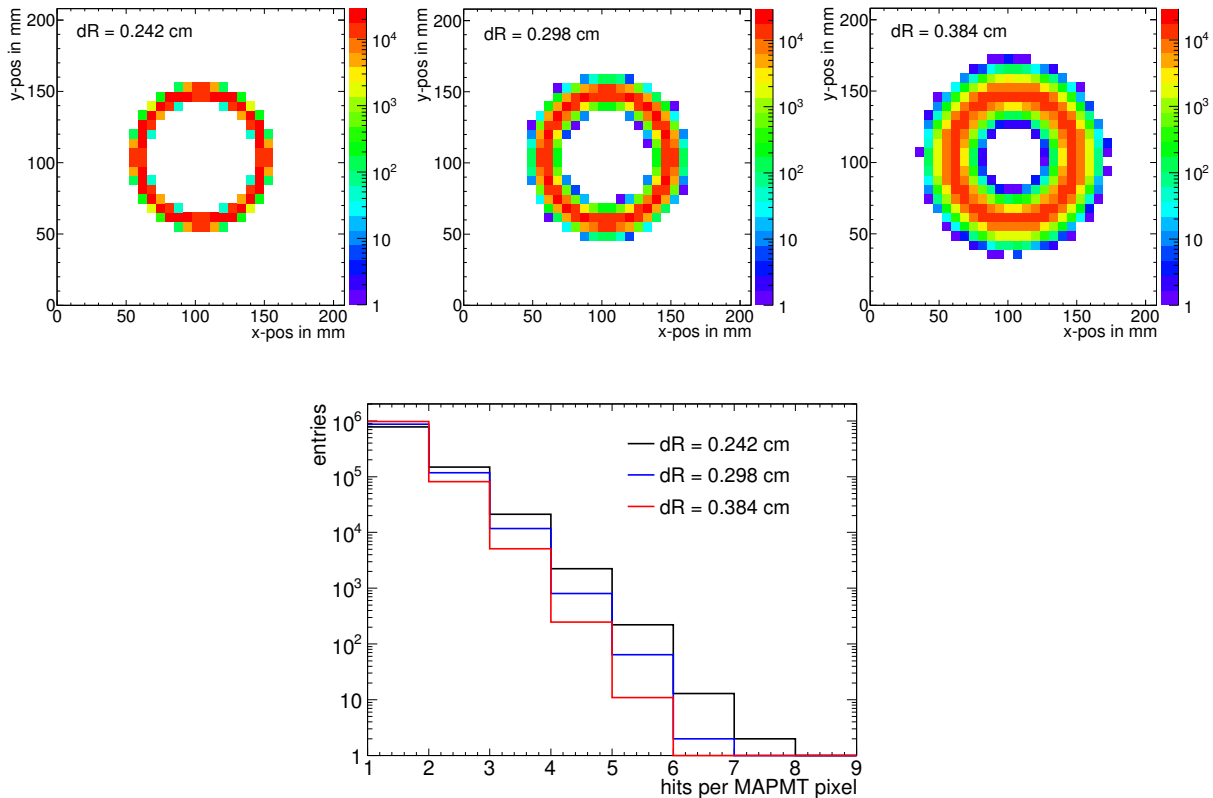 dR = 0.242 cm
y-pos in mm
200
150
100
50
0
0 50 100 150 200
x-pos in mm
10⁴
10³
10²
10
1
dR = 0.298 cm
y-pos in mm
200
150
100
50
0
0 50 100 150 200
x-pos in mm
10⁴
10³
10²
10
1
dR = 0.384 cm
y-pos in mm
200
150
100
50
0
0 50 100 150 200
x-pos in mm
10⁴
10³
10²
10
1
entries
10⁶
10⁵
10⁴
10³
10²
10
1
dR = 0.242 cm
dR = 0.298 cm
dR = 0.384 cm
1 2 3 4 5 6 7 8 9
hits per MAPMT pixel